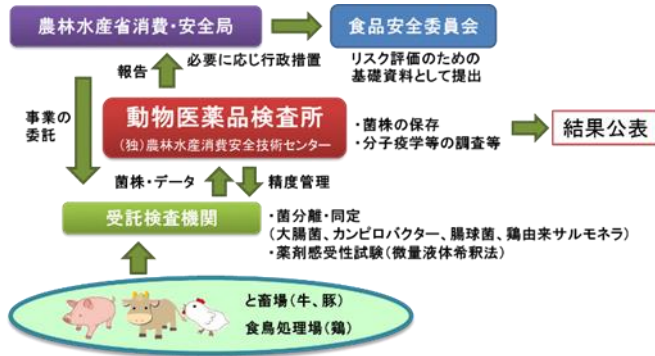 農林水産省消費・安全局
食品安全委員会
報告
必要に応じ行政措置
リスク評価のための
基礎資料として提出
事業の
委託
動物医薬品検査所
(独)農林水産消費安全技術センター
・菌株の保存
・分子疫学等の調査等
結果公表
菌株・データ
精度管理
受託検査機関
・菌分離・同定
(大腸菌、カンピロバクター、腸球菌、鶏由来サルモネラ)
・薬剤感受性試験(微量液体希釈法)
と畜場(牛、豚)
食鳥処理場(鶏)